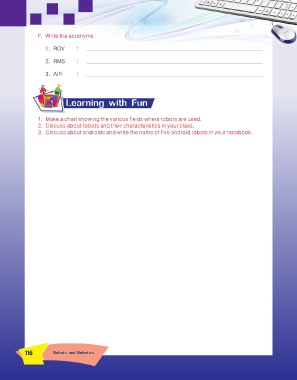 F. Write the acronyms :
1. ROV :
2. RMS :
3. AIR :
Learning with Fun
1. Make a chart showing the various fields where robots are used.
2. Discuss about robots and their characteristics in your class.
3. Discuss about androids and write the name of five android robots in your notebook.
116 Robots and Robotics